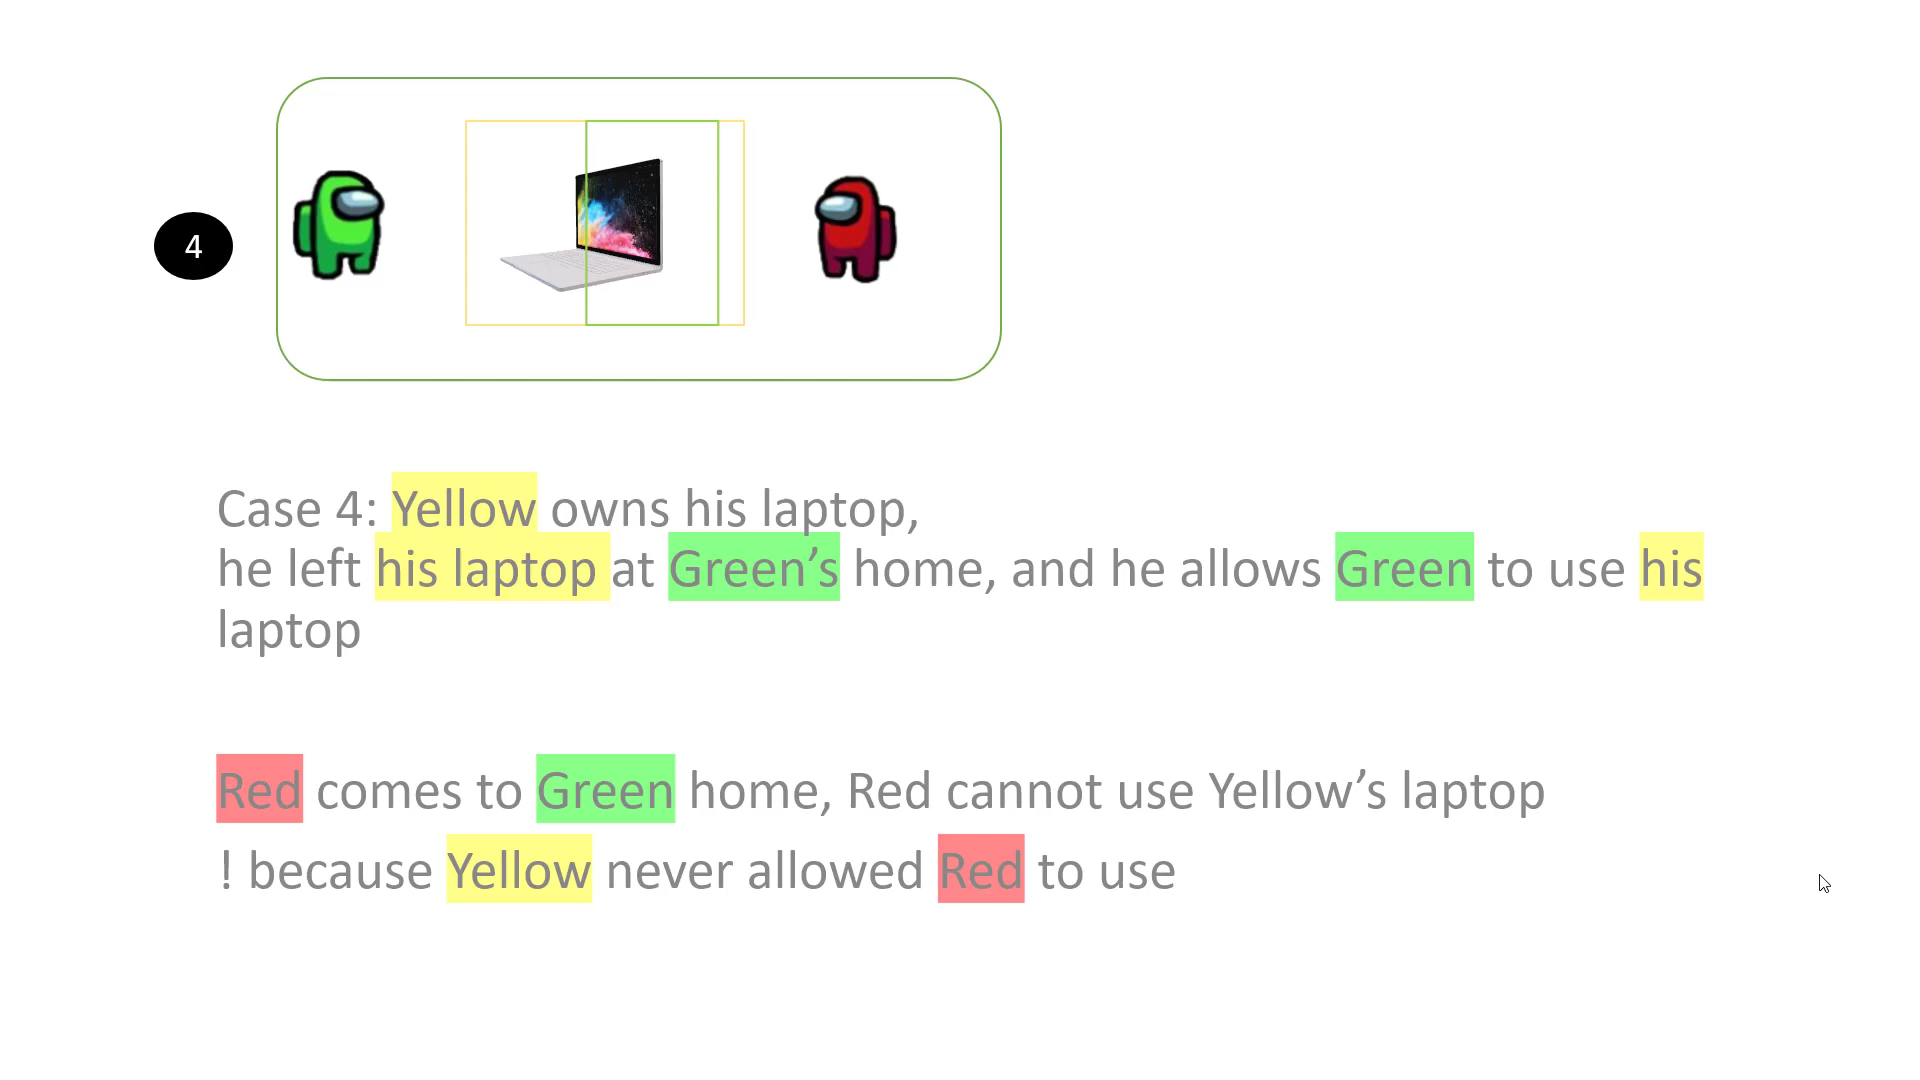 4
Case 4: Yellow owns his laptop,
he left his laptop at Green’s home, and he allows Green to use his
laptop
Red comes to Green home, Red cannot use Yellow’s laptop
! because Yellow never allowed Red to use